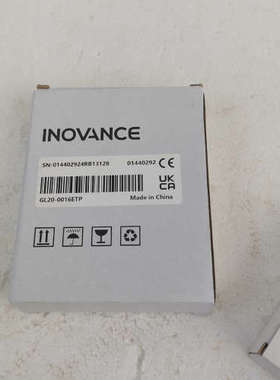 INOVANCE
SN:014402924RB13128 01440292 CE
UK
CA
GL20-0016ETP Made in China